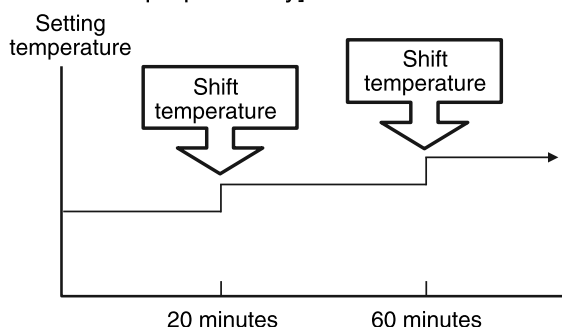 Setting
temperature
Shift
temperature
Shift
temperature
20 minutes
60 minutes